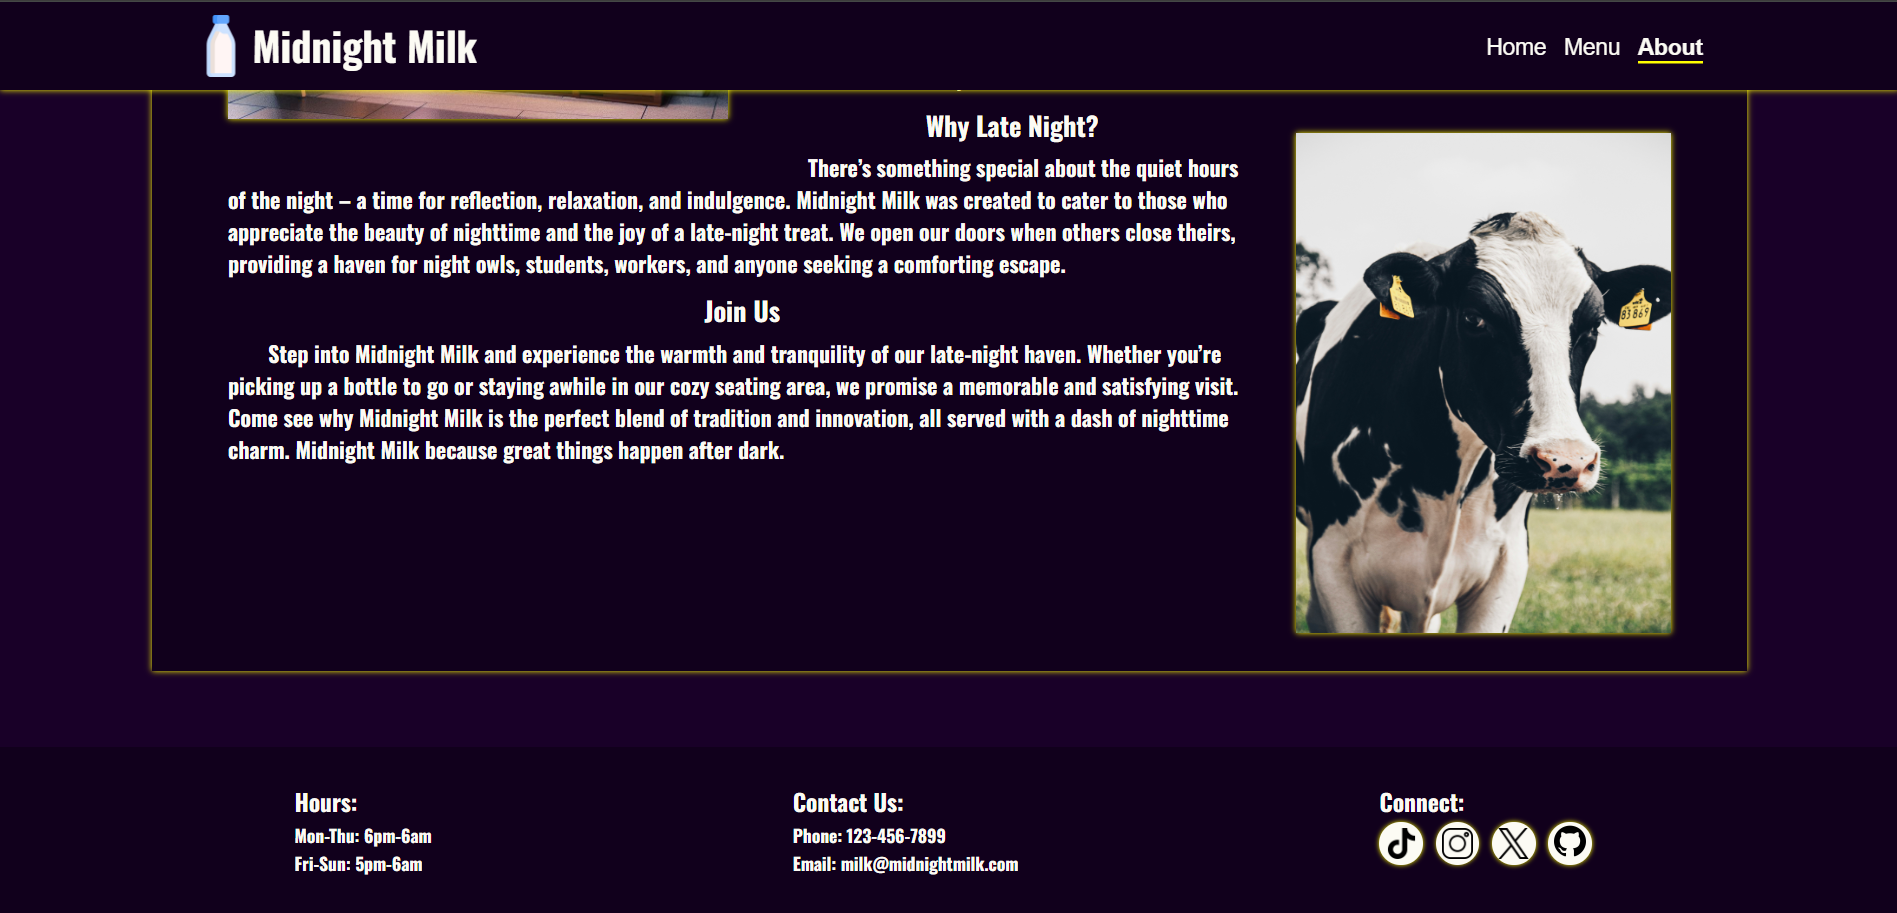 Midnight Milk
Home Menu About
Why Late Night?
There’s something special about the quiet hours
of the night – a time for reflection, relaxation, and indulgence. Midnight Milk was created to cater to those who
appreciate the beauty of nighttime and the joy of a late-night treat. We open our doors when others close theirs,
providing a haven for night owls, students, workers, and anyone seeking a comforting escape.
Join Us
Step into Midnight Milk and experience the warmth and tranquility of our late-night haven. Whether you’re
picking up a bottle to go or staying awhile in our cozy seating area, we promise a memorable and satisfying visit.
Come see why Midnight Milk is the perfect blend of tradition and innovation, all served with a dash of nighttime
charm. Midnight Milk because great things happen after dark.
83869
Hours:
Mon-Thu: 6pm-6am
Fri-Sun: 5pm-6am
Contact Us:
Phone: 123-456-7899
Email: milk@midnightmilk.com
Connect: